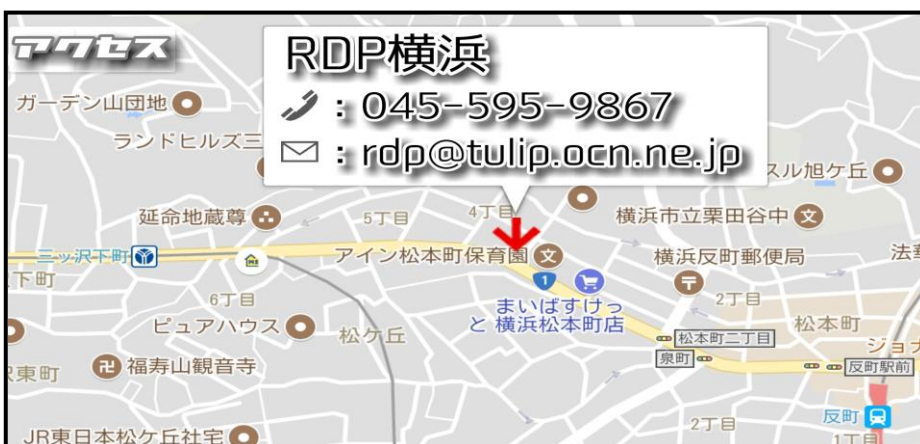 アクセス
RDP横浜
: 045-595-9867
: rdp@tulip.ocn.ne.jp
ガーデン山団地
ランドヒルズ三
スル旭ケ丘
延命地蔵尊
5丁目
4丁目
横浜市立栗田谷中
三ッ沢下町
アイン松本町保育園
横浜反町郵便局
法華
下町
1
6丁目
まいばすけっ
と 横浜松本町店
2丁目
ピュアハウス
松ケ丘
松本町二丁目
松本町
ジョナ
泉町
反町駅前
東町
福寿山観音寺
反町
2丁目
1丁目
JR東日本松ケ丘社宅